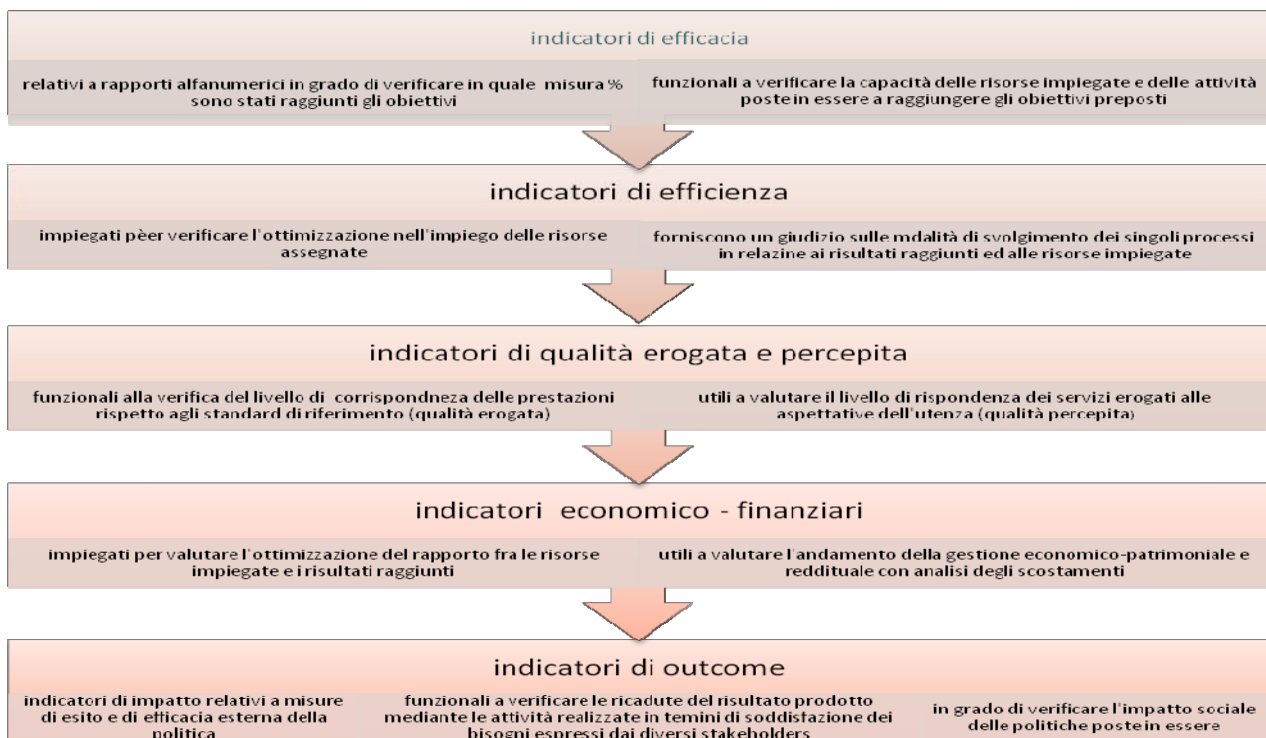 indicatori di efficacia
relativi a rapporti alfanumerici in grado di verificare in quale misura %
sono stati raggiunti gli obiettivi
funzionali a verificare la capacità delle risorse impiegate e delle attività
poste in essere a raggiungere gli obiettivi preposti
indicatori di efficienza
impiegati pèer verificare l'ottimizzazione nell'impiego delle risorse
assegnate
forniscono un giudizio sulle mdalità di svolgimento dei singoli processi
in relazine ai risultati raggiunti ed alle risorse impiegate
indicatori di qualità erogata e percepita
funzionali alla verifica del livello di corrispondneza delle prestazioni
rispetto agli standard di riferimento (qualità erogata)
utili a valutare il livello di rispondenza dei servizi erogati alle
aspettative dell'utenza (qualità percepita)
indicatori economico - finanziari
impiegati per valutare l'ottimizzazione del rapporto fra le risorse
impiegate e i risultati raggiunti
utili a valutare l'andamento della gestione economico-patrimoniale e
reddituale con analisi degli scostamenti
indicatori di outcome
indicatori di impatto relativi a misure
di esito e di efficacia esterna della
politica
funzionali a verificare le ricadute del risultato prodotto
mediante le attività realizzate in temini di soddisfazione dei
bisogni espressi dai diversi stakeholders
in grado di verificare l'impatto sociale
delle politiche poste in essere